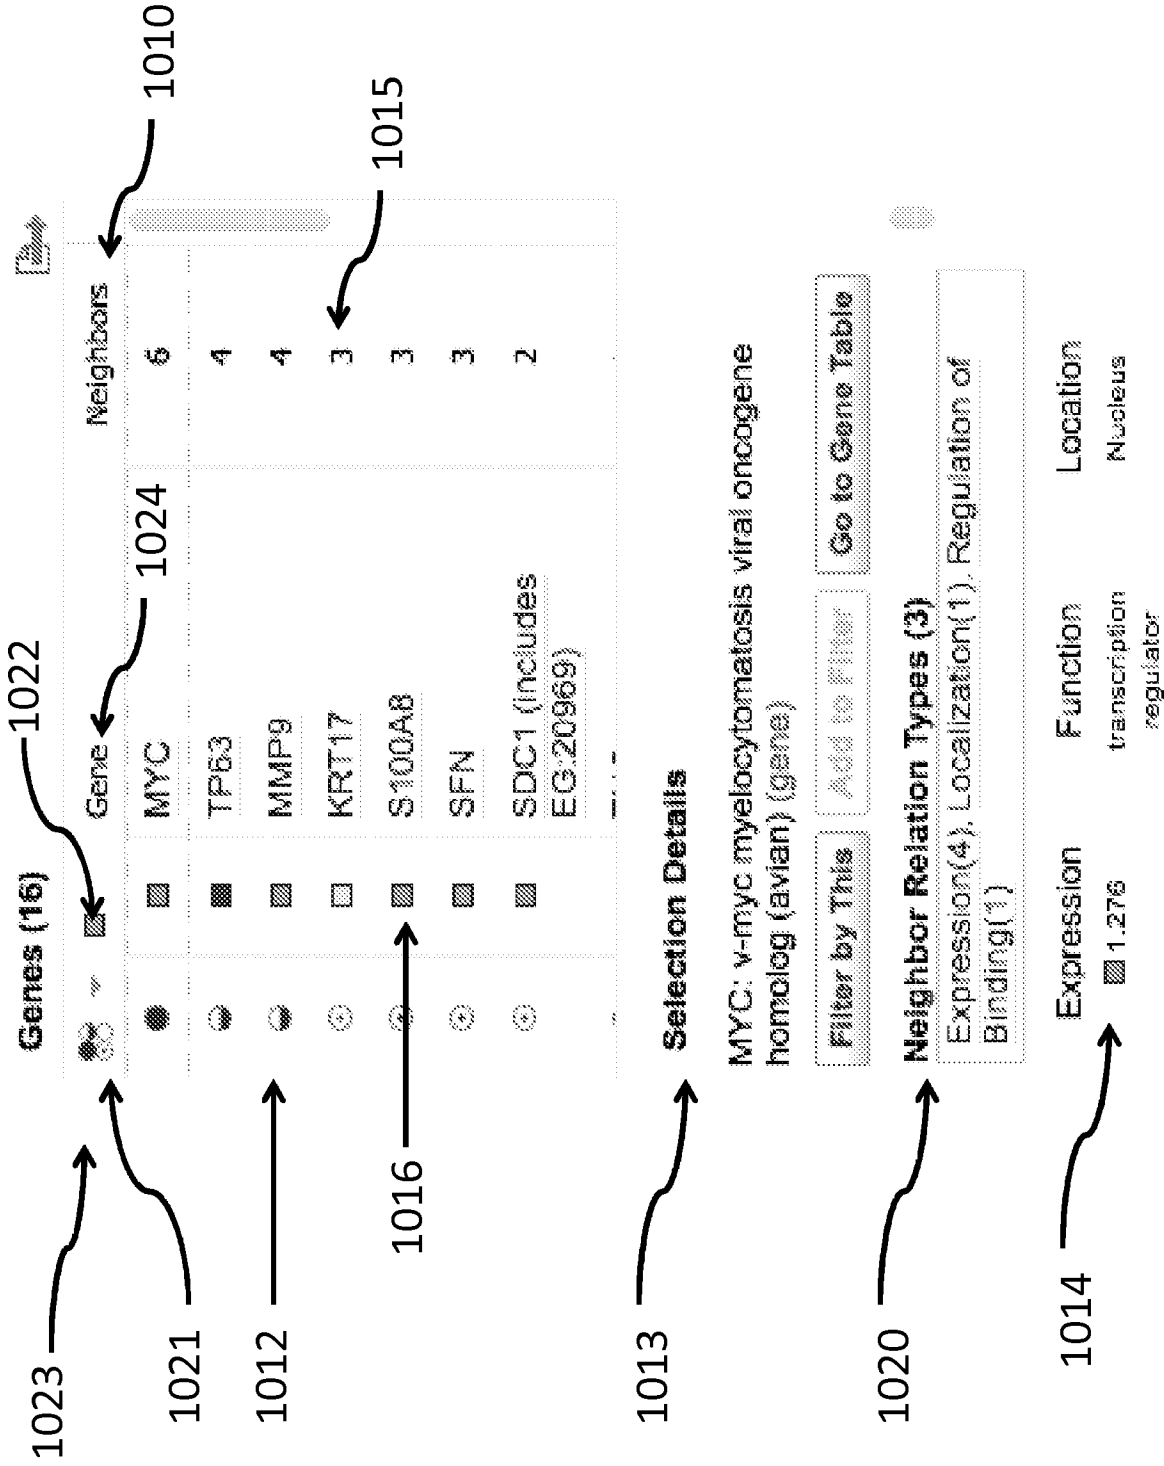 Genes (16)
Gene Neighbors
MYC 6
TP63 4
MMP9 4
KRT17 3
S100A8 3
SFN 3
SDC1 (includes 2
EG:20969)
Selection Details
MYC: v-myc myelocytomatosis viral oncogene
homolog (avian) (gene)
Filter by This Add to Filter Go to Gene Table
Neighbor Relation Types (3)
Expression(4), Localization(1), Regulation of
Binding(1)
Expression Function Location
1.276 transcription Nucleus
regulator
1023
1021
1012
1016
1013
1020
1014
1022
1024
1010
1015